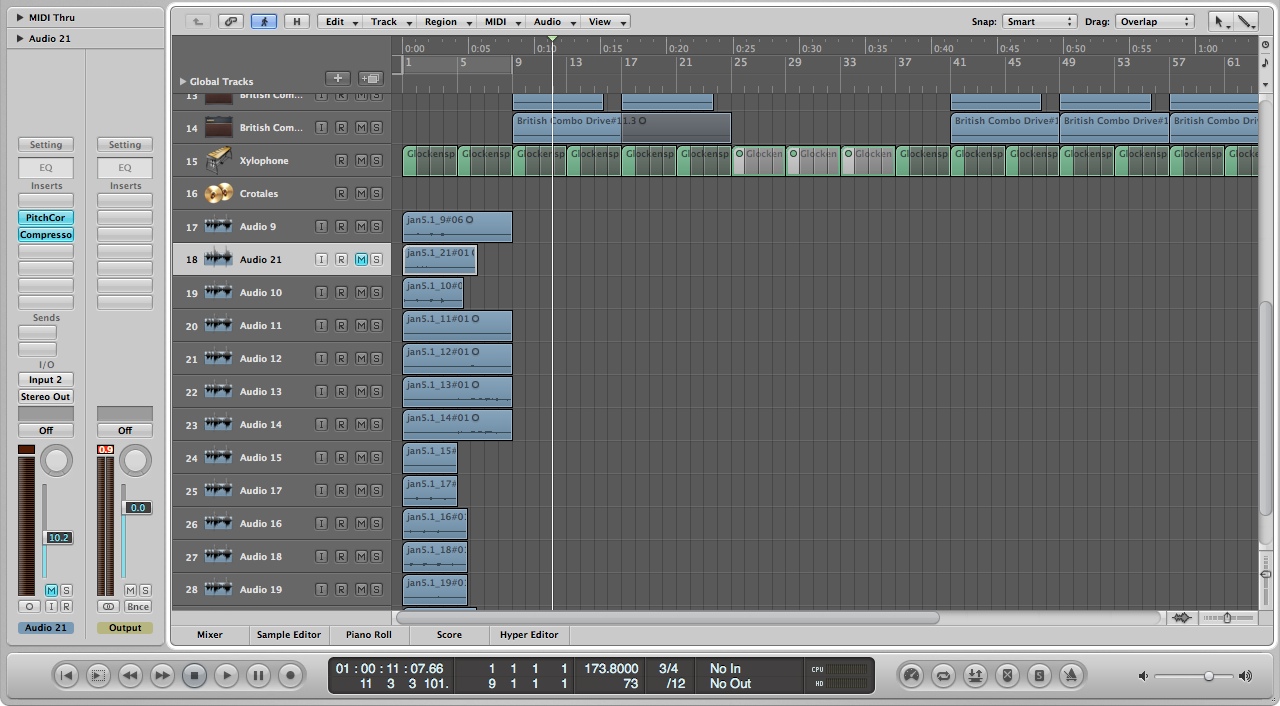 MIDI Thru
Audio 21
H Edit Track Region MIDI Audio View Snap: Smart Drag: Overlap
0:00 0:05 0:10 0:15 0:20 0:25 0:30 0:35 0:40 0:45 0:50 0:55 1:00
1 5 9 13 17 21 25 29 33 37 41 45 49 53 57 61
Global Tracks
13 British Com... I R M S
14 British Com... I R M S British Combo Drive#11.3 British Combo Drive#1 British Combo Drive#1 British Combo Driv
15 Xylophone R M S Glockensp Glockensp Glockensp Glockensp Glockensp Glockensp Glocken Glocken Glocken Glockensp Glockensp Glockensp Glockensp Glockensp Glockensp Glocke
16 Crotales R M S
17 Audio 9 I R M S jan5.1_9#06
18 Audio 21 I R M S jan5.1_21#01
19 Audio 10 I R M S jan5.1_10#0
20 Audio 11 I R M S jan5.1_11#01
21 Audio 12 I R M S jan5.1_12#01
22 Audio 13 I R M S jan5.1_13#01
23 Audio 14 I R M S jan5.1_14#01
24 Audio 15 I R M S jan5.1_15#
25 Audio 17 I R M S jan5.1_17#
26 Audio 16 I R M S jan5.1_16#0
27 Audio 18 I R M S jan5.1_18#0
28 Audio 19 I R M S jan5.1_19#0
Setting Setting
EQ EQ
Inserts Inserts
PitchCor
Compresso
Sends
I/O
Input 2
Stereo Out
Off Off
0.9
0.0
10.2
M S M S
I R Bnce
Audio 21 Output
Mixer Sample Editor Piano Roll Score Hyper Editor
01 : 00 : 11 : 07.66 1 1 1 1 173.8000 3/4 No In CPU
11 3 3 101. 9 1 1 1 73 /12 No Out HD
S